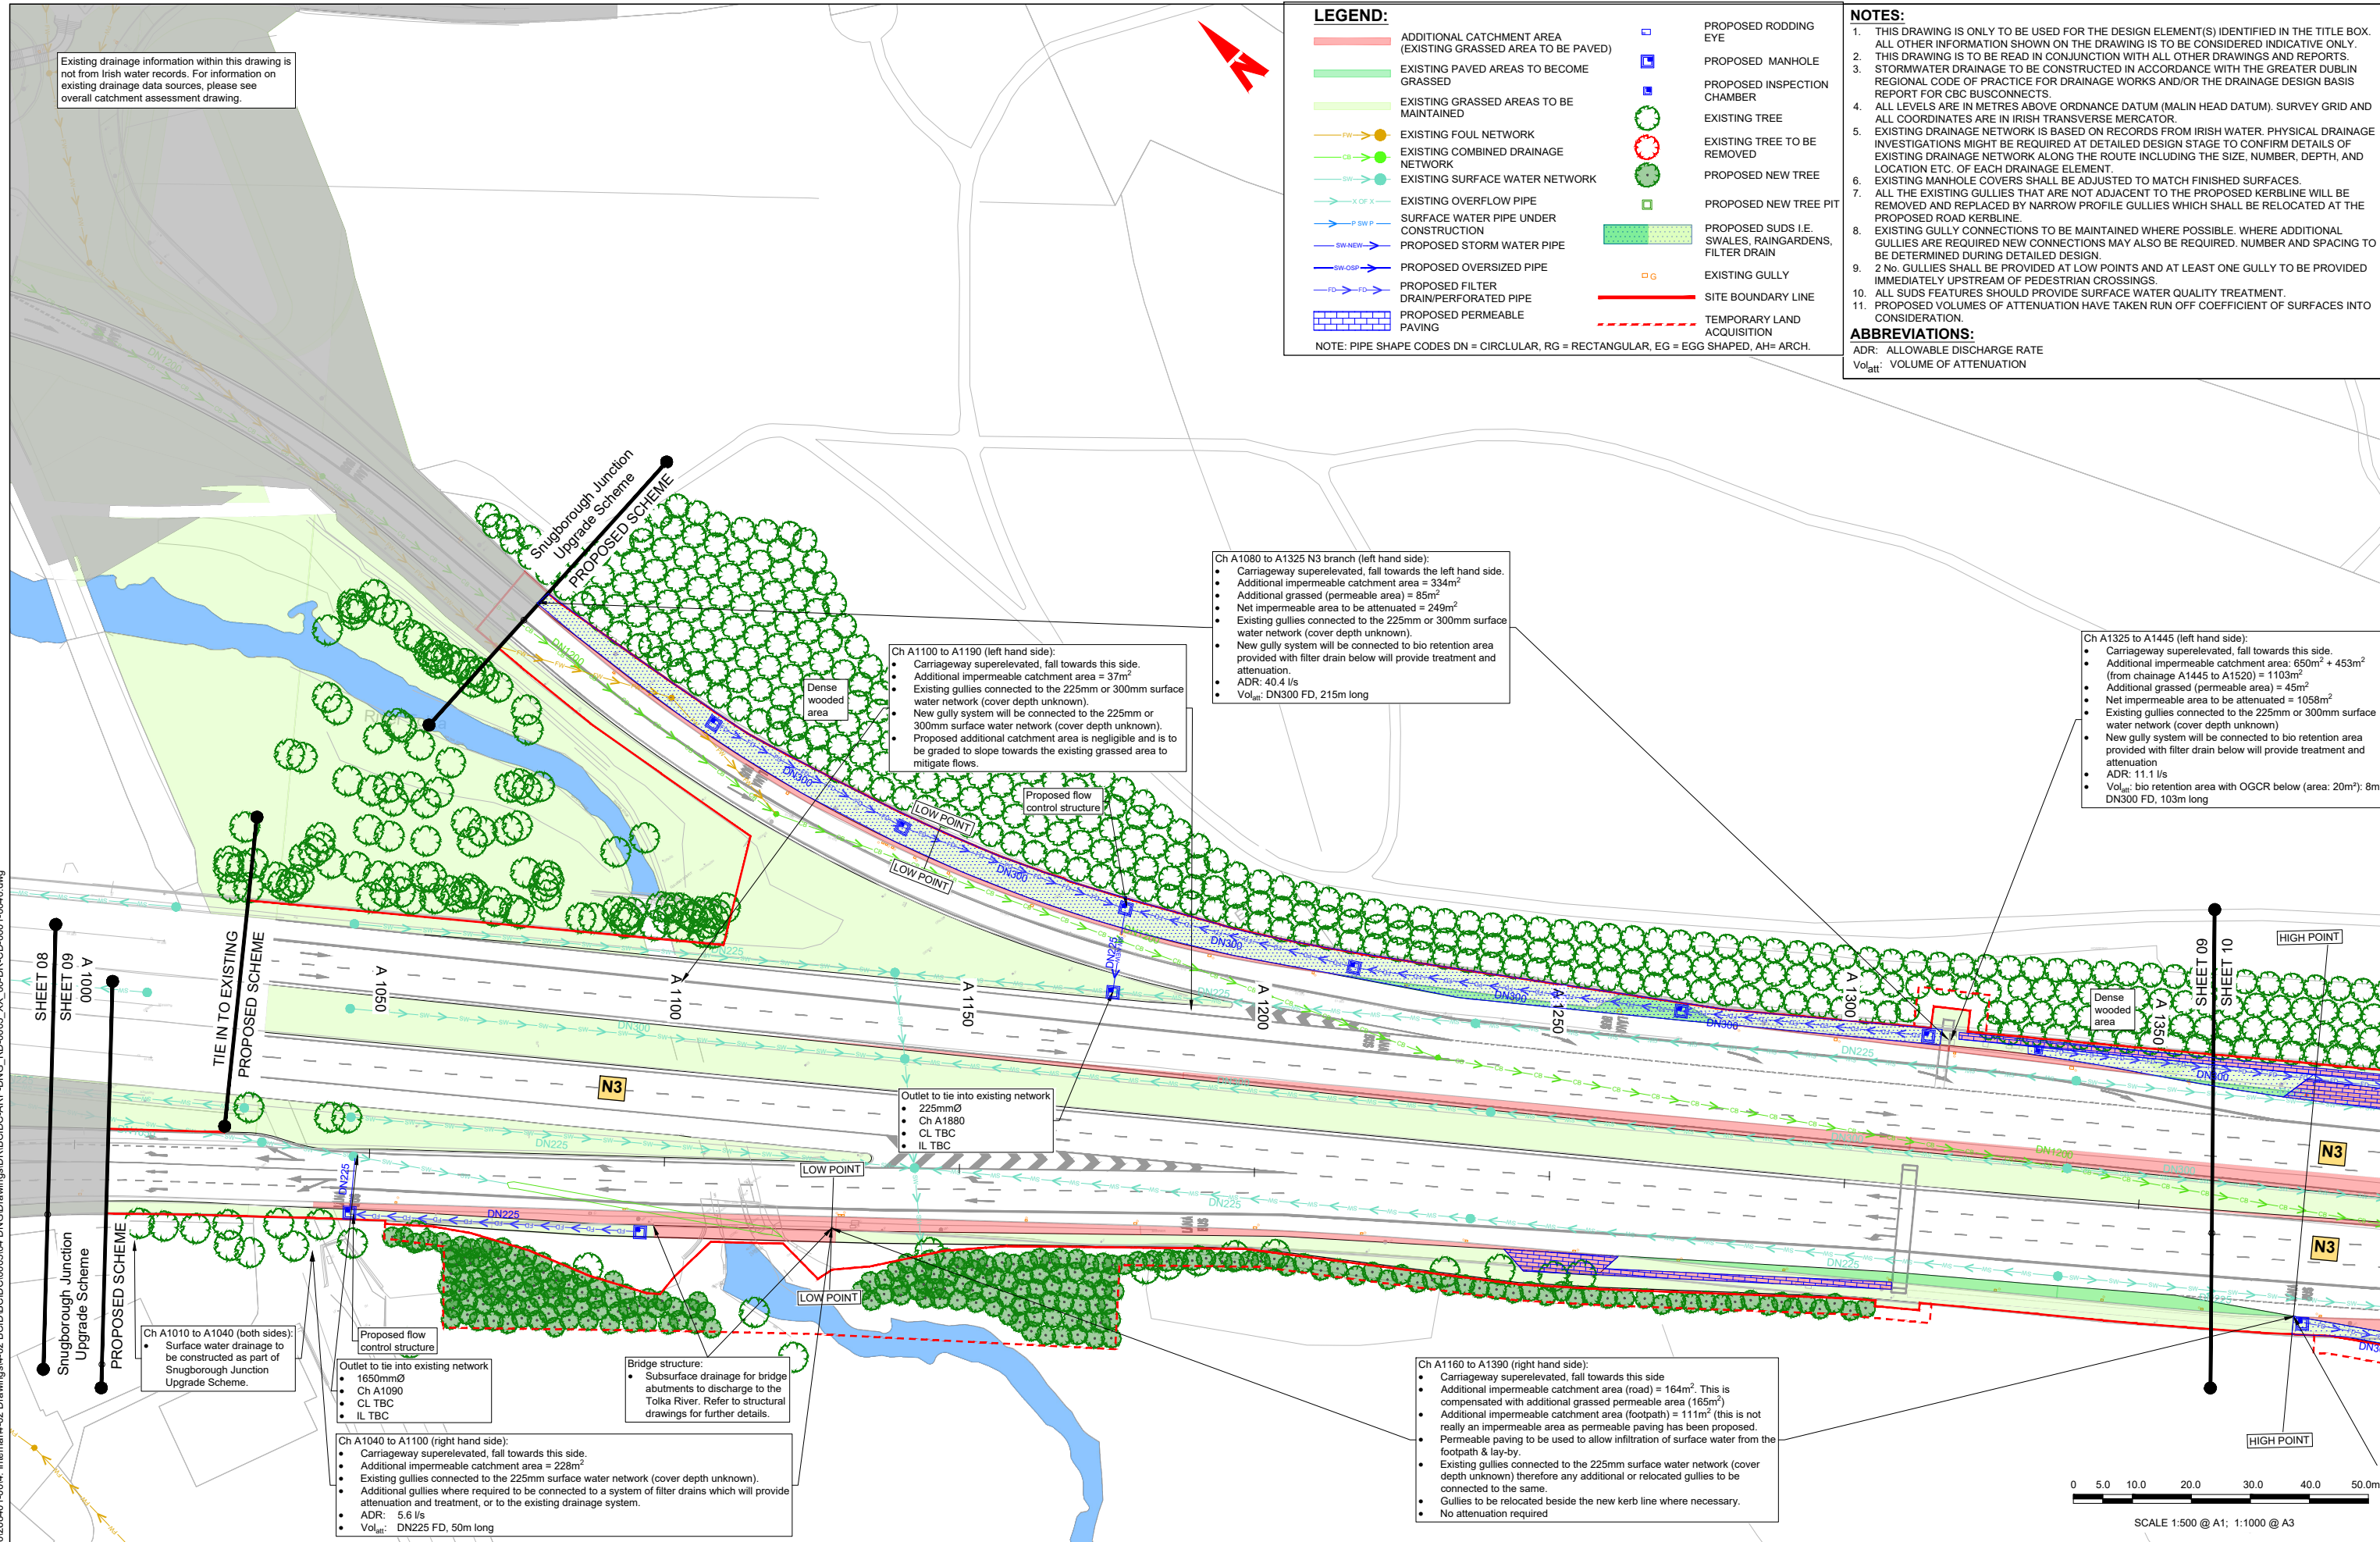 Existing drainage information within this drawing is
not from Irish water records. For information on
existing drainage data sources, please see
overall catchment assessment drawing.
LEGEND:
ADDITIONAL CATCHMENT AREA
(EXISTING GRASSED AREA TO BE PAVED)
EXISTING PAVED AREAS TO BECOME
GRASSED
EXISTING GRASSED AREAS TO BE
MAINTAINED
FW
EXISTING FOUL NETWORK
CB
EXISTING COMBINED DRAINAGE
NETWORK
SW
EXISTING SURFACE WATER NETWORK
X OF X
EXISTING OVERFLOW PIPE
P SW P
SURFACE WATER PIPE UNDER
CONSTRUCTION
SW-NEW
PROPOSED STORM WATER PIPE
SW-OSP
PROPOSED OVERSIZED PIPE
FD FD
PROPOSED FILTER
DRAIN/PERFORATED PIPE
PROPOSED PERMEABLE
PAVING
PROPOSED RODDING
EYE
PROPOSED MANHOLE
PROPOSED INSPECTION
CHAMBER
EXISTING TREE
EXISTING TREE TO BE
REMOVED
PROPOSED NEW TREE
PROPOSED NEW TREE PIT
PROPOSED SUDS I.E.
SWALES, RAINGARDENS,
FILTER DRAIN
G
EXISTING GULLY
SITE BOUNDARY LINE
TEMPORARY LAND
ACQUISITION
NOTE: PIPE SHAPE CODES DN = CIRCLULAR, RG = RECTANGULAR, EG = EGG SHAPED, AH= ARCH.
NOTES:
1. THIS DRAWING IS ONLY TO BE USED FOR THE DESIGN ELEMENT(S) IDENTIFIED IN THE TITLE BOX.
ALL OTHER INFORMATION SHOWN ON THE DRAWING IS TO BE CONSIDERED INDICATIVE ONLY.
2. THIS DRAWING IS TO BE READ IN CONJUNCTION WITH ALL OTHER DRAWINGS AND REPORTS.
3. STORMWATER DRAINAGE TO BE CONSTRUCTED IN ACCORDANCE WITH THE GREATER DUBLIN
REGIONAL CODE OF PRACTICE FOR DRAINAGE WORKS AND/OR THE DRAINAGE DESIGN BASIS
REPORT FOR CBC BUSCONNECTS.
4. ALL LEVELS ARE IN METRES ABOVE ORDNANCE DATUM (MALIN HEAD DATUM). SURVEY GRID AND
ALL COORDINATES ARE IN IRISH TRANSVERSE MERCATOR.
5. EXISTING DRAINAGE NETWORK IS BASED ON RECORDS FROM IRISH WATER. PHYSICAL DRAINAGE
INVESTIGATIONS MIGHT BE REQUIRED AT DETAILED DESIGN STAGE TO CONFIRM DETAILS OF
EXISTING DRAINAGE NETWORK ALONG THE ROUTE INCLUDING THE SIZE, NUMBER, DEPTH, AND
LOCATION ETC. OF EACH DRAINAGE ELEMENT.
6. EXISTING MANHOLE COVERS SHALL BE ADJUSTED TO MATCH FINISHED SURFACES.
7. ALL THE EXISTING GULLIES THAT ARE NOT ADJACENT TO THE PROPOSED KERBLINE WILL BE
REMOVED AND REPLACED BY NARROW PROFILE GULLIES WHICH SHALL BE RELOCATED AT THE
PROPOSED ROAD KERBLINE.
8. EXISTING GULLY CONNECTIONS TO BE MAINTAINED WHERE POSSIBLE. WHERE ADDITIONAL
GULLIES ARE REQUIRED NEW CONNECTIONS MAY ALSO BE REQUIRED. NUMBER AND SPACING TO
BE DETERMINED DURING DETAILED DESIGN.
9. 2 No. GULLIES SHALL BE PROVIDED AT LOW POINTS AND AT LEAST ONE GULLY TO BE PROVIDED
IMMEDIATELY UPSTREAM OF PEDESTRIAN CROSSINGS.
10. ALL SUDS FEATURES SHOULD PROVIDE SURFACE WATER QUALITY TREATMENT.
11. PROPOSED VOLUMES OF ATTENUATION HAVE TAKEN RUN OFF COEFFICIENT OF SURFACES INTO
CONSIDERATION.
ABBREVIATIONS:
ADR: ALLOWABLE DISCHARGE RATE
Volatt: VOLUME OF ATTENUATION
Snugborough Junction
Upgrade Scheme
PROPOSED SCHEME
Ch A1080 to A1325 N3 branch (left hand side):
• Carriageway superelevated, fall towards the left hand side.
• Additional impermeable catchment area = 334m²
• Additional grassed (permeable area) = 85m²
• Net impermeable area to be attenuated = 249m²
• Existing gullies connected to the 225mm or 300mm surface
water network (cover depth unknown).
• New gully system will be connected to bio retention area
provided with filter drain below will provide treatment and
attenuation.
• ADR: 40.4 l/s
• Volatt: DN300 FD, 215m long
Ch A1100 to A1190 (left hand side):
• Carriageway superelevated, fall towards this side.
• Additional impermeable catchment area = 37m²
• Existing gullies connected to the 225mm or 300mm surface
water network (cover depth unknown).
• New gully system will be connected to the 225mm or
300mm surface water network (cover depth unknown).
• Proposed additional catchment area is negligible and is to
be graded to slope towards the existing grassed area to
mitigate flows.
Ch A1325 to A1445 (left hand side):
• Carriageway superelevated, fall towards this side.
• Additional impermeable catchment area: 650m² + 453m²
(from chainage A1445 to A1520) = 1103m²
• Additional grassed (permeable area) = 45m²
• Net impermeable area to be attenuated = 1058m²
• Existing gullies connected to the 225mm or 300mm surface
water network (cover depth unknown)
• New gully system will be connected to bio retention area
provided with filter drain below will provide treatment and
attenuation
• ADR: 11.1 l/s
• Volatt: bio retention area with OGCR below (area: 20m²): 8m
DN300 FD, 103m long
Dense
wooded
area
Proposed flow
control structure
LOW POINT
LOW POINT
DN1200
DN1200
DN300
DN300
DN300
DN300
DN300
DN225
DN225
DN225
DN225
SHEET 08
SHEET 09
A 1000
TIE IN TO EXISTING
PROPOSED SCHEME
A 1050
A 1100
A 1150
A 1200
A 1250
A 1300
A 1350
SHEET 09
SHEET 10
HIGH POINT
Dense
wooded
area
DN300
DN300
N3
N3
N3
Outlet to tie into existing network
• 225mmØ
• Ch A1880
• CL TBC
• IL TBC
LOW POINT
LOW POINT
DN225
DN225
DN225
DN225
DN225
DN1200
DN300
Snugborough Junction
Upgrade Scheme
PROPOSED SCHEME
Ch A1010 to A1040 (both sides):
• Surface water drainage to
be constructed as part of
Snugborough Junction
Upgrade Scheme.
Proposed flow
control structure
Outlet to tie into existing network
• 1650mmØ
• Ch A1090
• CL TBC
• IL TBC
Bridge structure:
• Subsurface drainage for bridge
abutments to discharge to the
Tolka River. Refer to structural
drawings for further details.
Ch A1040 to A1100 (right hand side):
• Carriageway superelevated, fall towards this side.
• Additional impermeable catchment area = 228m²
• Existing gullies connected to the 225mm surface water network (cover depth unknown).
• Additional gullies where required to be connected to a system of filter drains which will provide
attenuation and treatment, or to the existing drainage system.
• ADR: 5.6 l/s
• Volatt: DN225 FD, 50m long
Ch A1160 to A1390 (right hand side):
• Carriageway superelevated, fall towards this side
• Additional impermeable catchment area (road) = 164m². This is
compensated with additional grassed permeable area (165m²)
• Additional impermeable catchment area (footpath) = 111m² (this is not
really an impermeable area as permeable paving has been proposed.
• Permeable paving to be used to allow infiltration of surface water from the
footpath & lay-by.
• Existing gullies connected to the 225mm surface water network (cover
depth unknown) therefore any additional or relocated gullies to be
connected to the same.
• Gullies to be relocated beside the new kerb line where necessary.
• No attenuation required
HIGH POINT
0 5.0 10.0 20.0 30.0 40.0 50.0m
SCALE 1:500 @ A1; 1:1000 @ A3